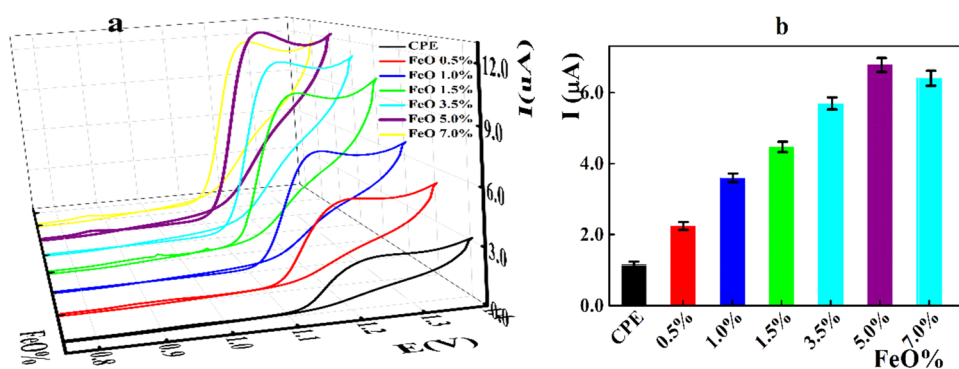 a
CPE
FeO 0.5%
FeO 1.0%
FeO 1.5%
FeO 3.5%
FeO 5.0%
FeO 7.0%
I(uA)
12.0
9.0
6.0
3.0
FeO%
0.8
0.9
1.0
1.1
1.2
1.3
E(V)
b
I (µA)
6.0
4.0
2.0
0.0
CPE
0.5%
1.0%
1.5%
3.5%
5.0%
7.0%
FeO%